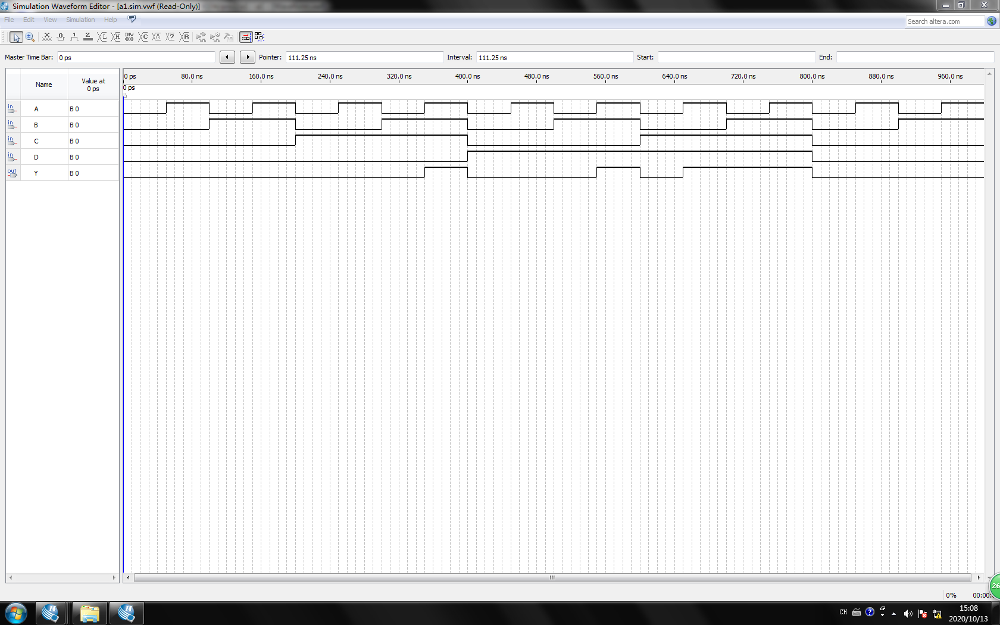 Simulation Waveform Editor - [a1.sim.vwf (Read-Only)]
File Edit View Simulation Help
Search altera.com
Master Time Bar: 0 ps Pointer: 111.25 ns Interval: 111.25 ns Start: End:
Name Value at 0 ps
0 ps 80.0 ns 160.0 ns 240.0 ns 320.0 ns 400.0 ns 480.0 ns 560.0 ns 640.0 ns 720.0 ns 800.0 ns 880.0 ns 960.0 ns
0 ps
in A B 0
in B B 0
in C B 0
in D B 0
out Y B 0
26
0% 00:00:
CH
15:08
2020/10/13